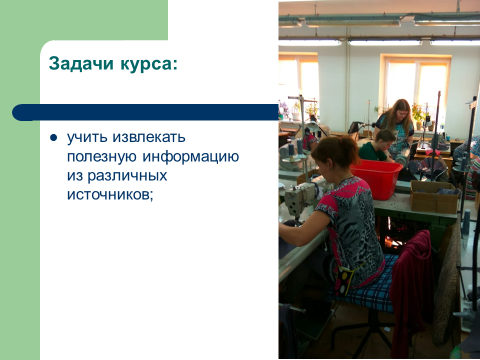 Задачи курса:
учить извлекать
полезную информацию
из различных
источников;